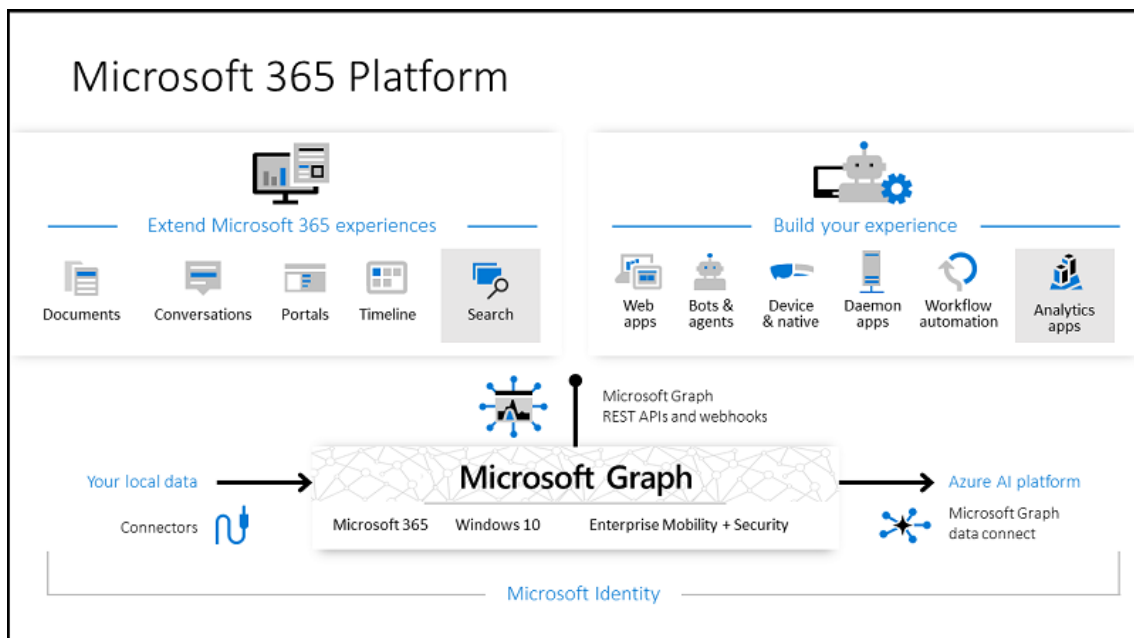 Microsoft 365 Platform
Extend Microsoft 365 experiences
Documents
Conversations
Portals
Timeline
Search
Build your experience
Web
apps
Bots &
agents
Device
& native
Daemon
apps
Workflow
automation
Analytics
apps
Microsoft Graph
REST APIs and webhooks
Your local data
Connectors
Microsoft Graph
Microsoft 365
Windows 10
Enterprise Mobility + Security
Azure AI platform
Microsoft Graph
data connect
Microsoft Identity